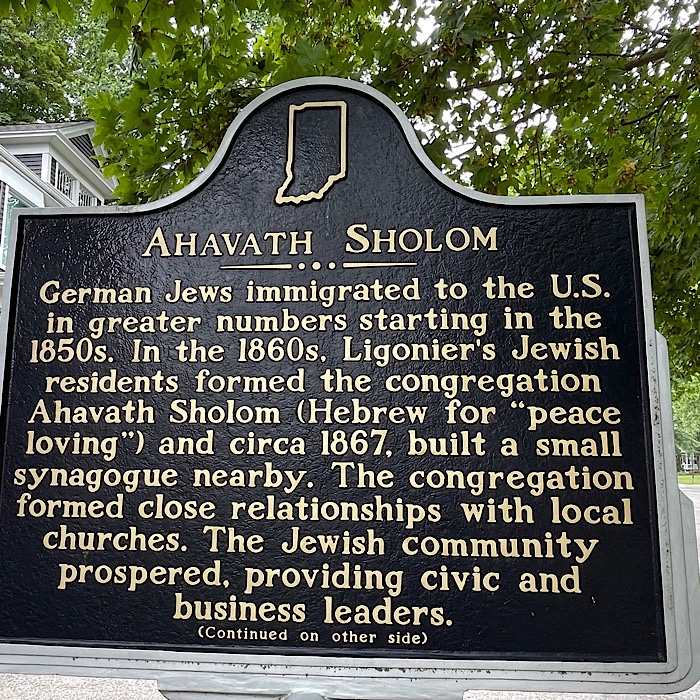 AHAVATH SHOLOM
German Jews immigrated to the U.S.
in greater numbers starting in the
1850s. In the 1860s, Ligonier's Jewish
residents formed the congregation
Ahavath Sholom (Hebrew for “peace
loving”) and circa 1867, built a small
synagogue nearby. The congregation
formed close relationships with local
churches. The Jewish community
prospered, providing civic and
business leaders.
(Continued on other side)